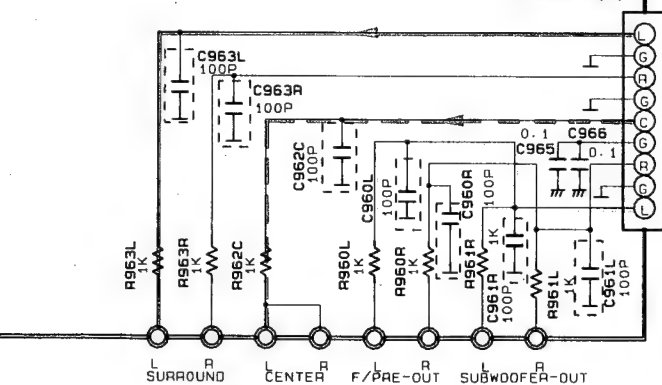 L
G
R
G
C
G
R
G
L
C963L
100P
C963R
100P
C962C
100P
C960L
100P
C960R
100P
0.1
C966
C965
0.1
R963L
1K
R963R
1K
R962C
1K
R960L
1K
R960R
1K
R961R
1K
C961R
100P
R961L
1K
C961L
100P
L R L R L R L R
SURROUND CENTER F/PRE-OUT SUBWOOFER-OUT